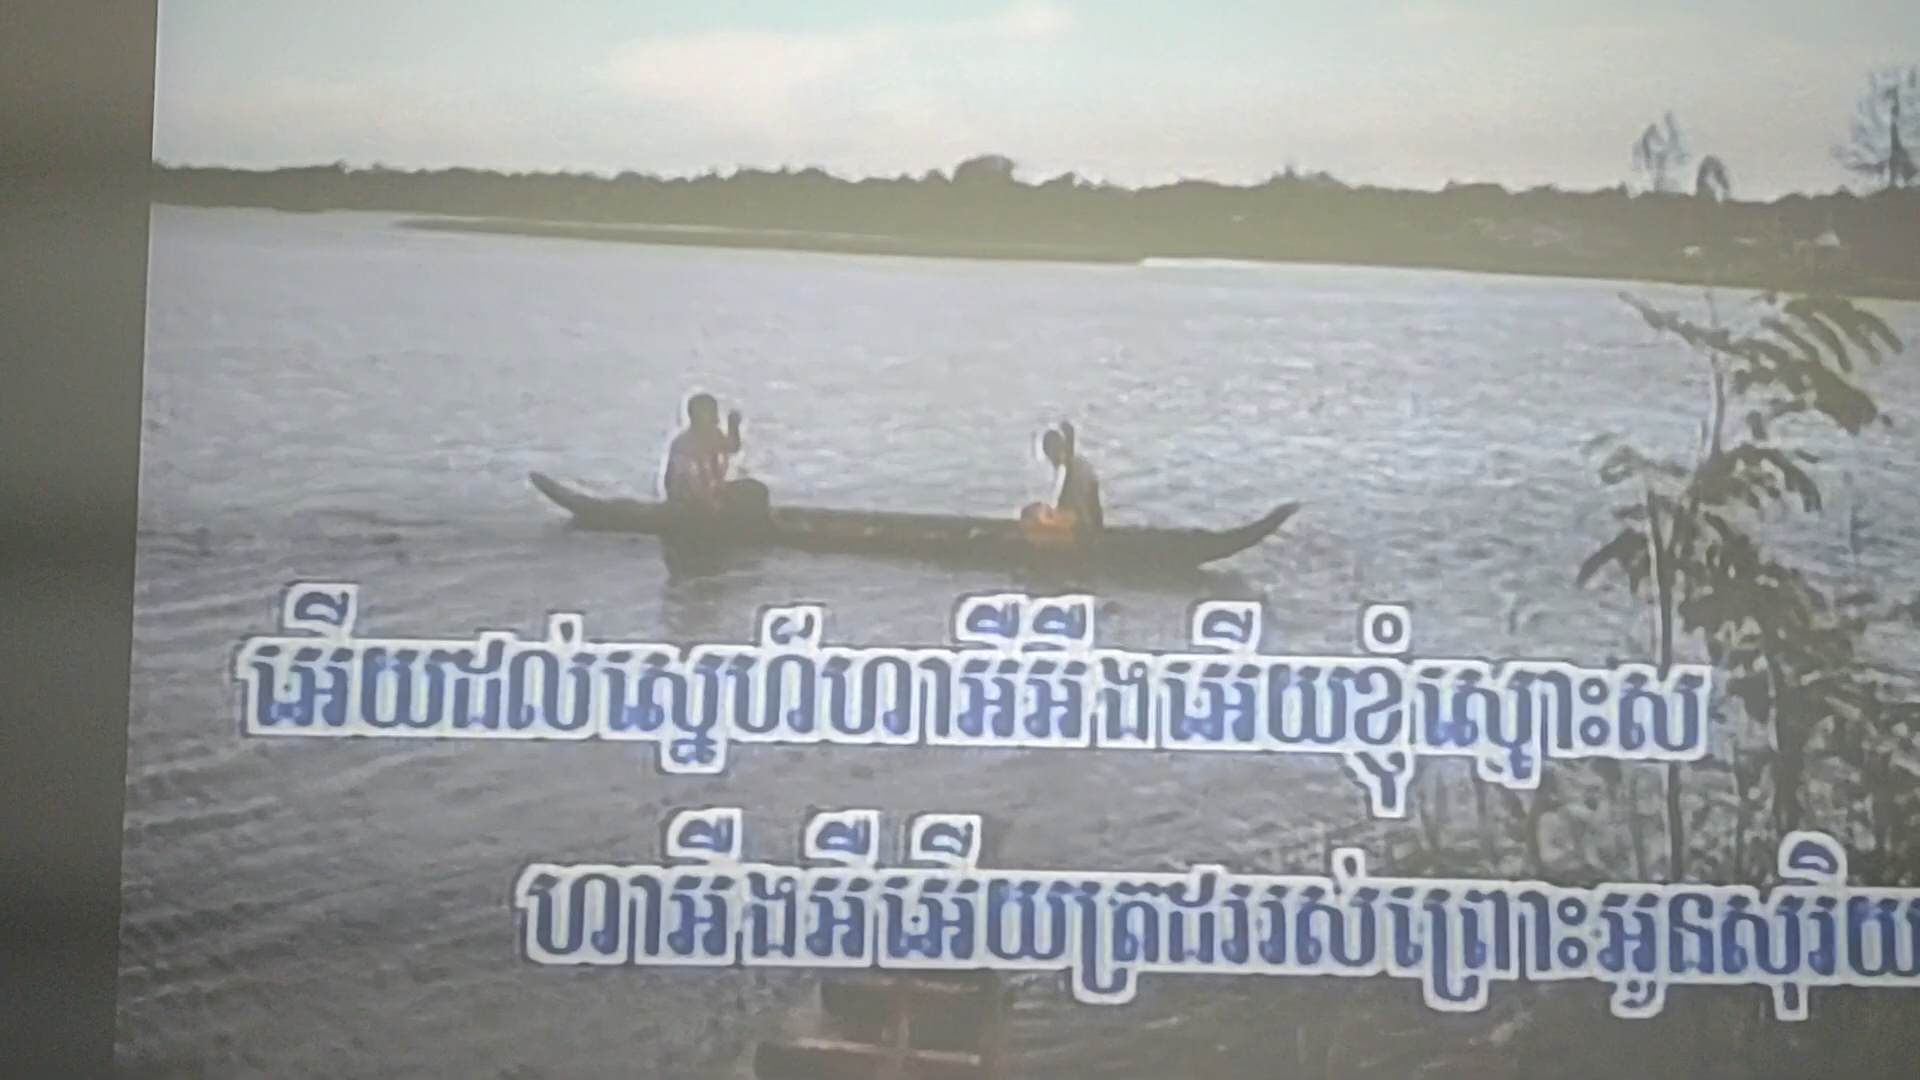 អើយដល់ស្នេហ៍ហាអឺអឺងអើយខ្ញុំស្មោះស
ហាអឺងអឺអើយត្រដររស់ព្រោះអូនសុរិយ